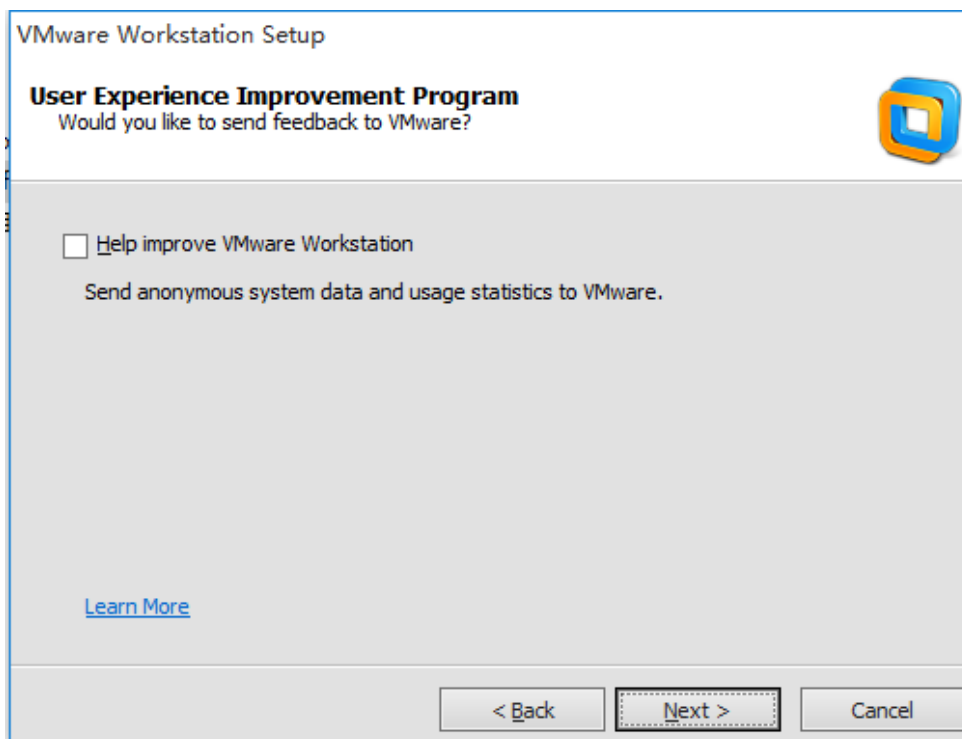 VMware Workstation Setup
User Experience Improvement Program
Would you like to send feedback to VMware?
Help improve VMware Workstation
Send anonymous system data and usage statistics to VMware.
Learn More
< Back Next > Cancel